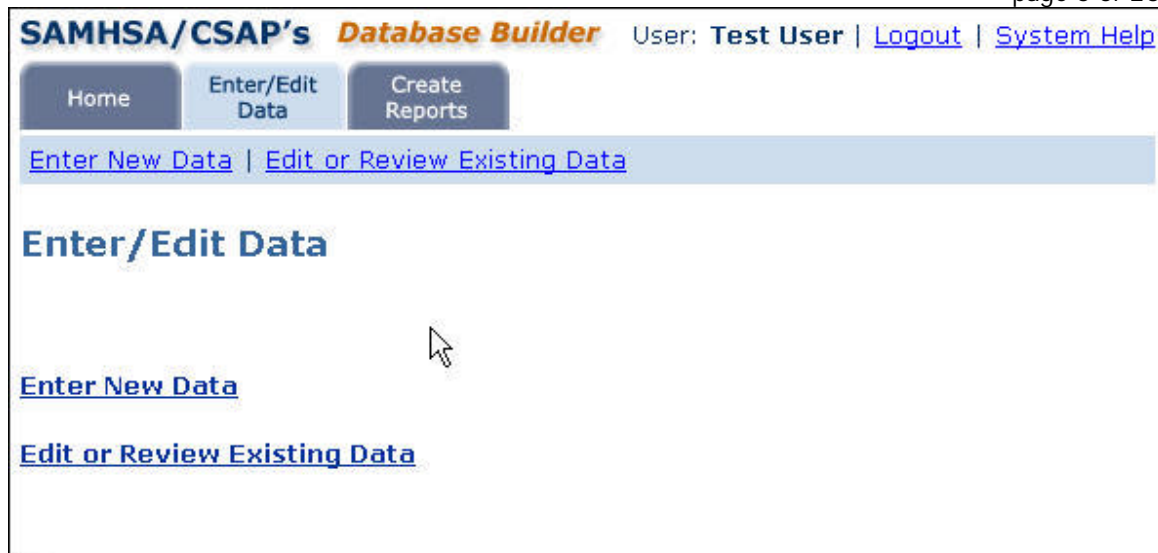 SAMHSA/CSAP's Database Builder User: Test User | Logout | System Help
Home
Enter/Edit Data
Create Reports
Enter New Data | Edit or Review Existing Data
Enter/Edit Data
Enter New Data
Edit or Review Existing Data